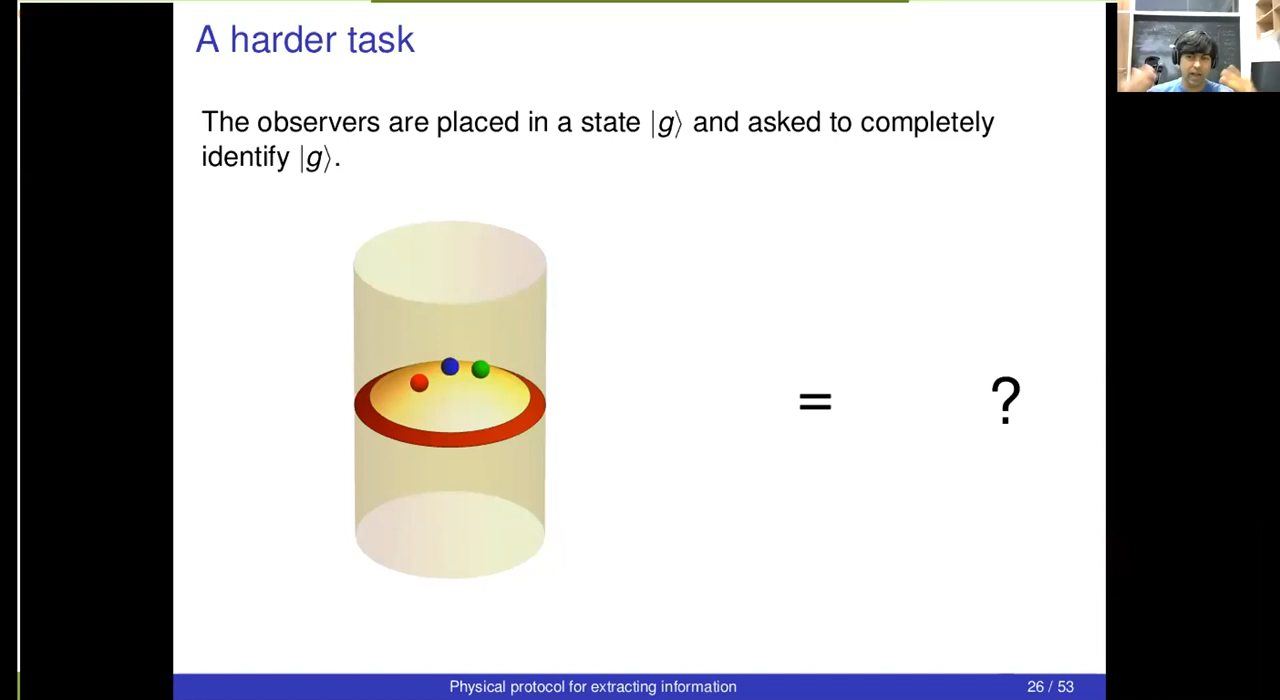 A harder task
The observers are placed in a state |g⟩ and asked to completely
identify |g⟩.
= ?
Physical protocol for extracting information
26 / 53